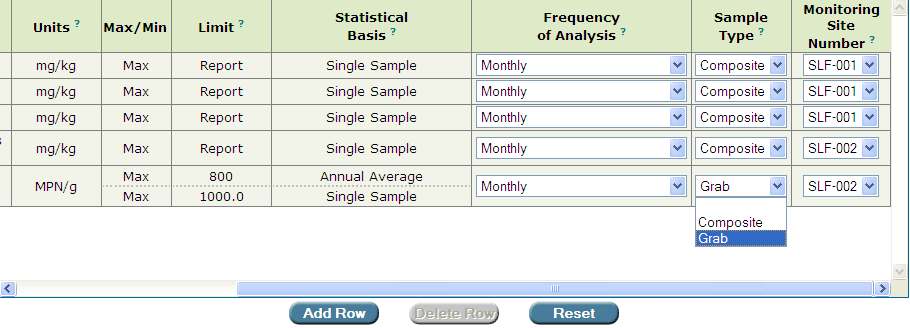 Units ? Max/Min Limit ? Statistical Basis ? Frequency of Analysis ? Sample Type ? Monitoring Site Number ?
mg/kg Max Report Single Sample Monthly Composite SLF-001
mg/kg Max Report Single Sample Monthly Composite SLF-001
mg/kg Max Report Single Sample Monthly Composite SLF-001
mg/kg Max Report Single Sample Monthly Composite SLF-002
MPN/g Max 800 Annual Average Monthly Grab SLF-002
Max 1000.0 Single Sample
Composite
Grab
Add Row Delete Row Reset